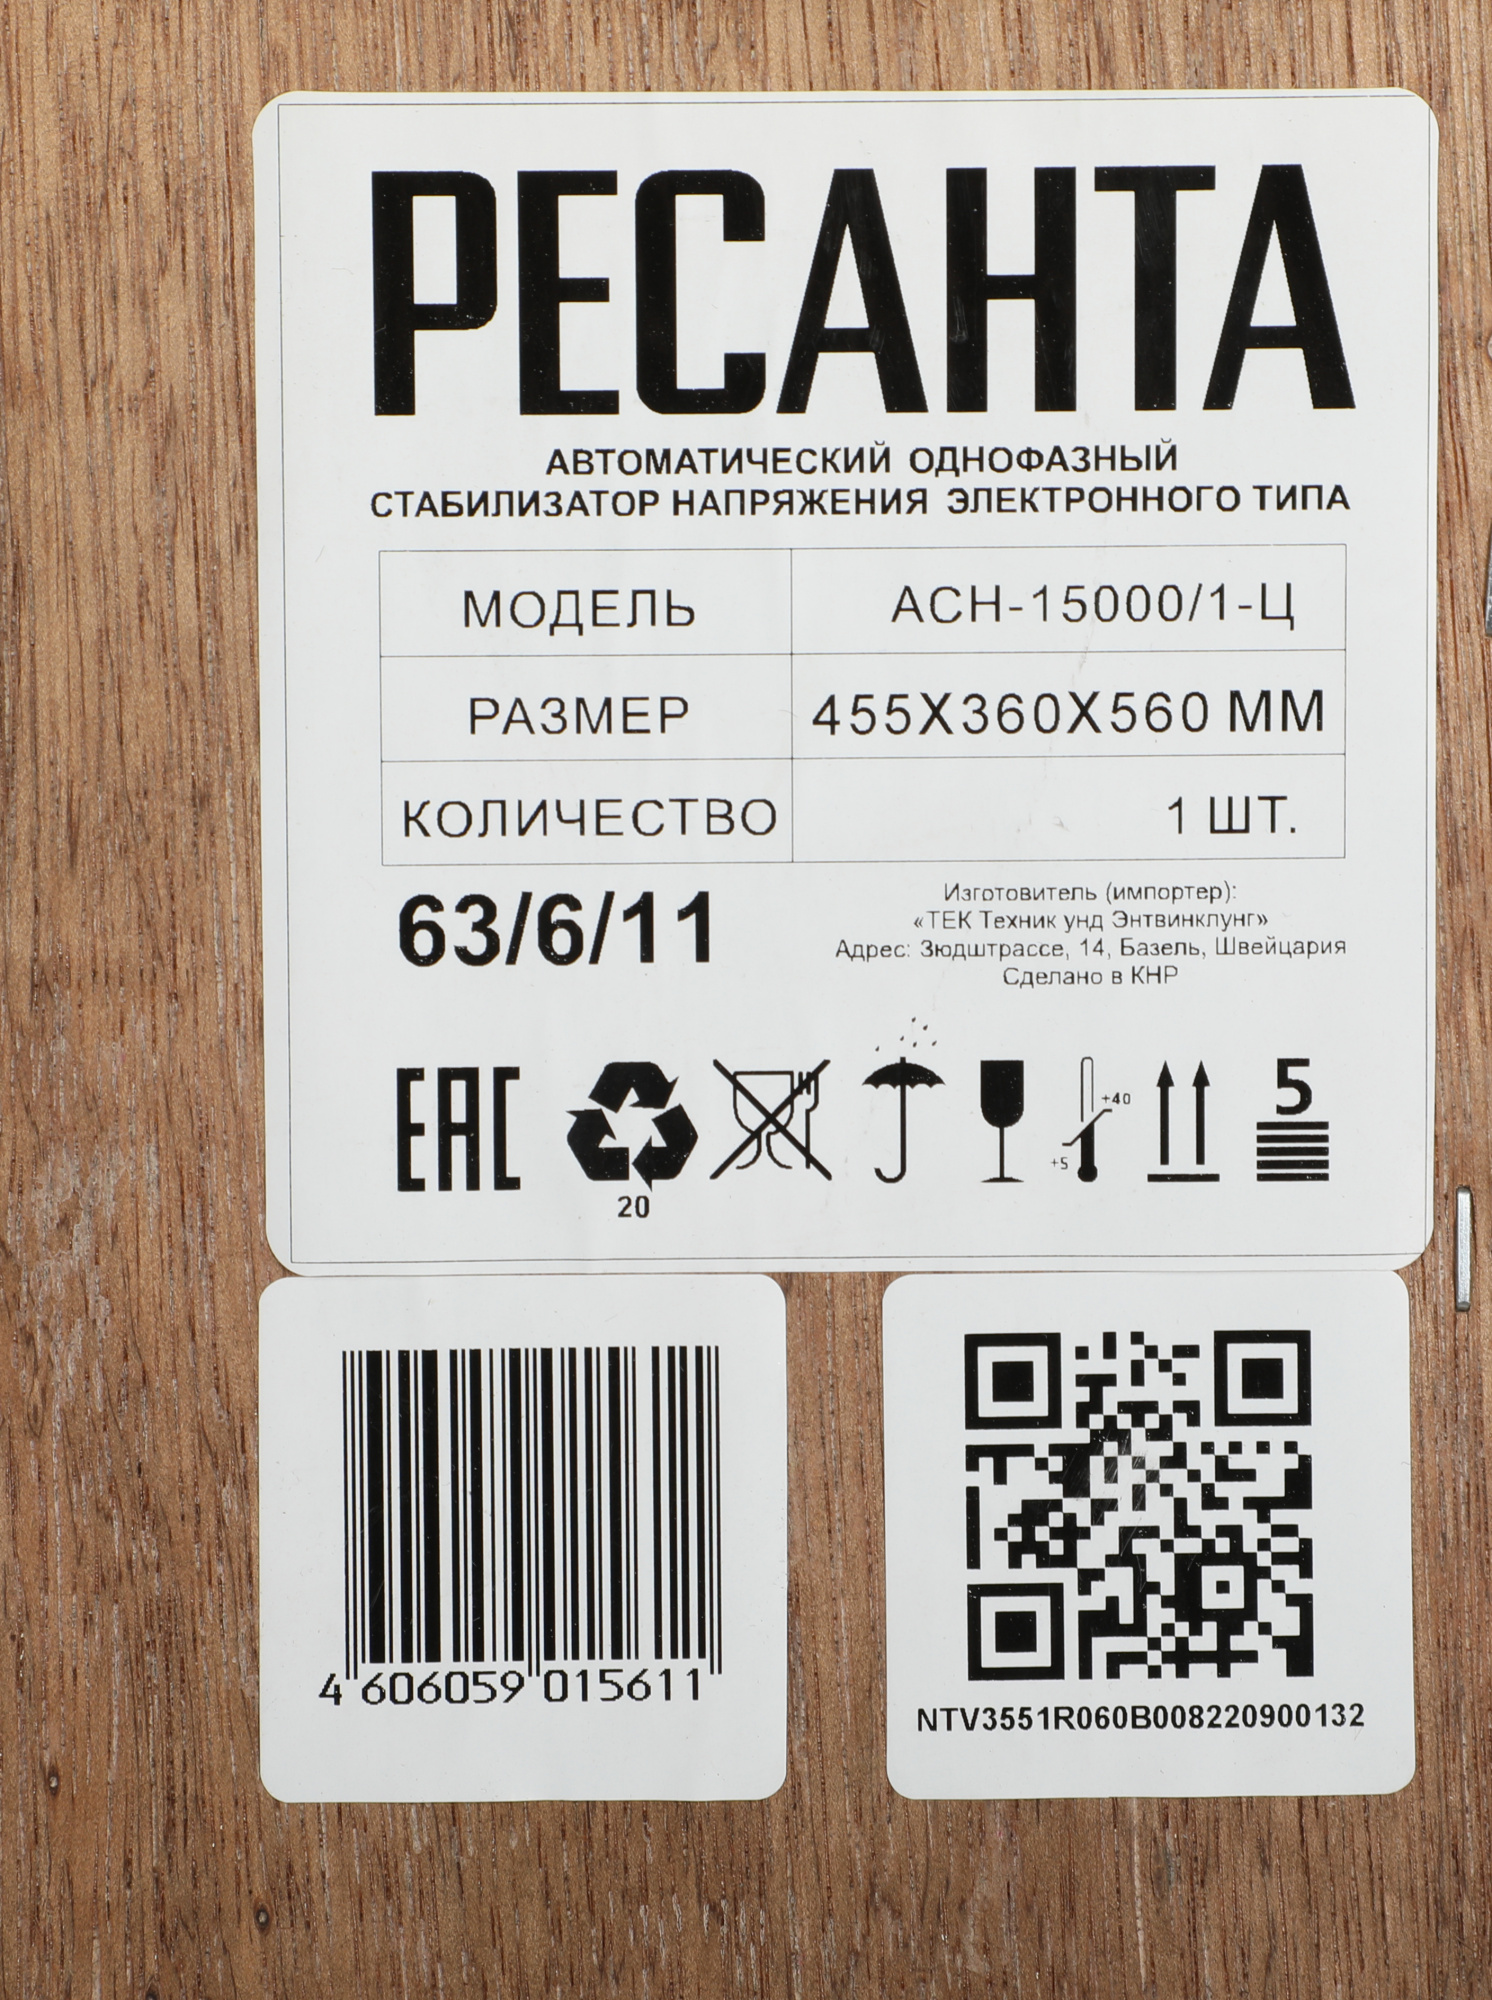 РЕСАНТА
АВТОМАТИЧЕСКИЙ ОДНОФАЗНЫЙ
СТАБИЛИЗАТОР НАПРЯЖЕНИЯ ЭЛЕКТРОННОГО ТИПА
МОДЕЛЬ АСН-15000/1-Ц
РАЗМЕР 455X360X560 ММ
КОЛИЧЕСТВО 1 ШТ.
63/6/11
Изготовитель (импортер):
«ТЕК Техник унд Энтвинклунг»
Адрес: Зюдштрассе, 14, Базель, Швейцария
Сделано в КНР
EAC
20
+40
+5
5
4 606059 015611
NTV3551R060B008220900132